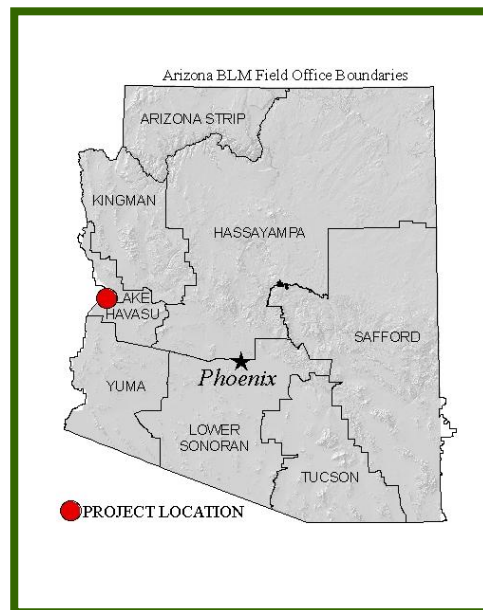 Arizona BLM Field Office Boundaries
ARIZONA STRIP
KINGMAN
HASSAYAMPA
LAKE
HAVASU
SAFFORD
YUMA
Phoenix
LOWER
SONORAN
TUCSON
PROJECT LOCATION